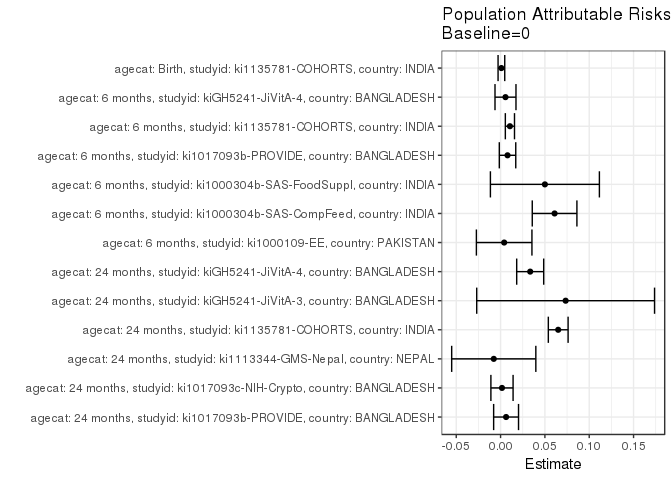 Population Attributable Risks
Baseline=0
agecat: Birth, studyid: ki1135781-COHORTS, country: INDIA
agecat: 6 months, studyid: kiGH5241-JiVitA-4, country: BANGLADESH
agecat: 6 months, studyid: ki1135781-COHORTS, country: INDIA
agecat: 6 months, studyid: ki1017093b-PROVIDE, country: BANGLADESH
agecat: 6 months, studyid: ki1000304b-SAS-FoodSuppl, country: INDIA
agecat: 6 months, studyid: ki1000304b-SAS-CompFeed, country: INDIA
agecat: 6 months, studyid: ki1000109-EE, country: PAKISTAN
agecat: 24 months, studyid: kiGH5241-JiVitA-4, country: BANGLADESH
agecat: 24 months, studyid: kiGH5241-JiVitA-3, country: BANGLADESH
agecat: 24 months, studyid: ki1135781-COHORTS, country: INDIA
agecat: 24 months, studyid: ki1113344-GMS-Nepal, country: NEPAL
agecat: 24 months, studyid: ki1017093c-NIH-Crypto, country: BANGLADESH
agecat: 24 months, studyid: ki1017093b-PROVIDE, country: BANGLADESH
-0.05 0.00 0.05 0.10 0.15
Estimate